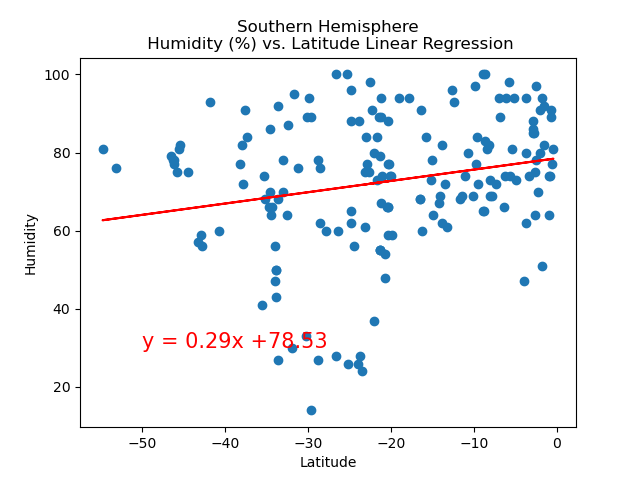 Southern Hemisphere
Humidity (%) vs. Latitude Linear Regression
100
80
60
40
20
Humidity
y = 0.29x +78.53
−50
−40
−30
−20
−10
0
Latitude